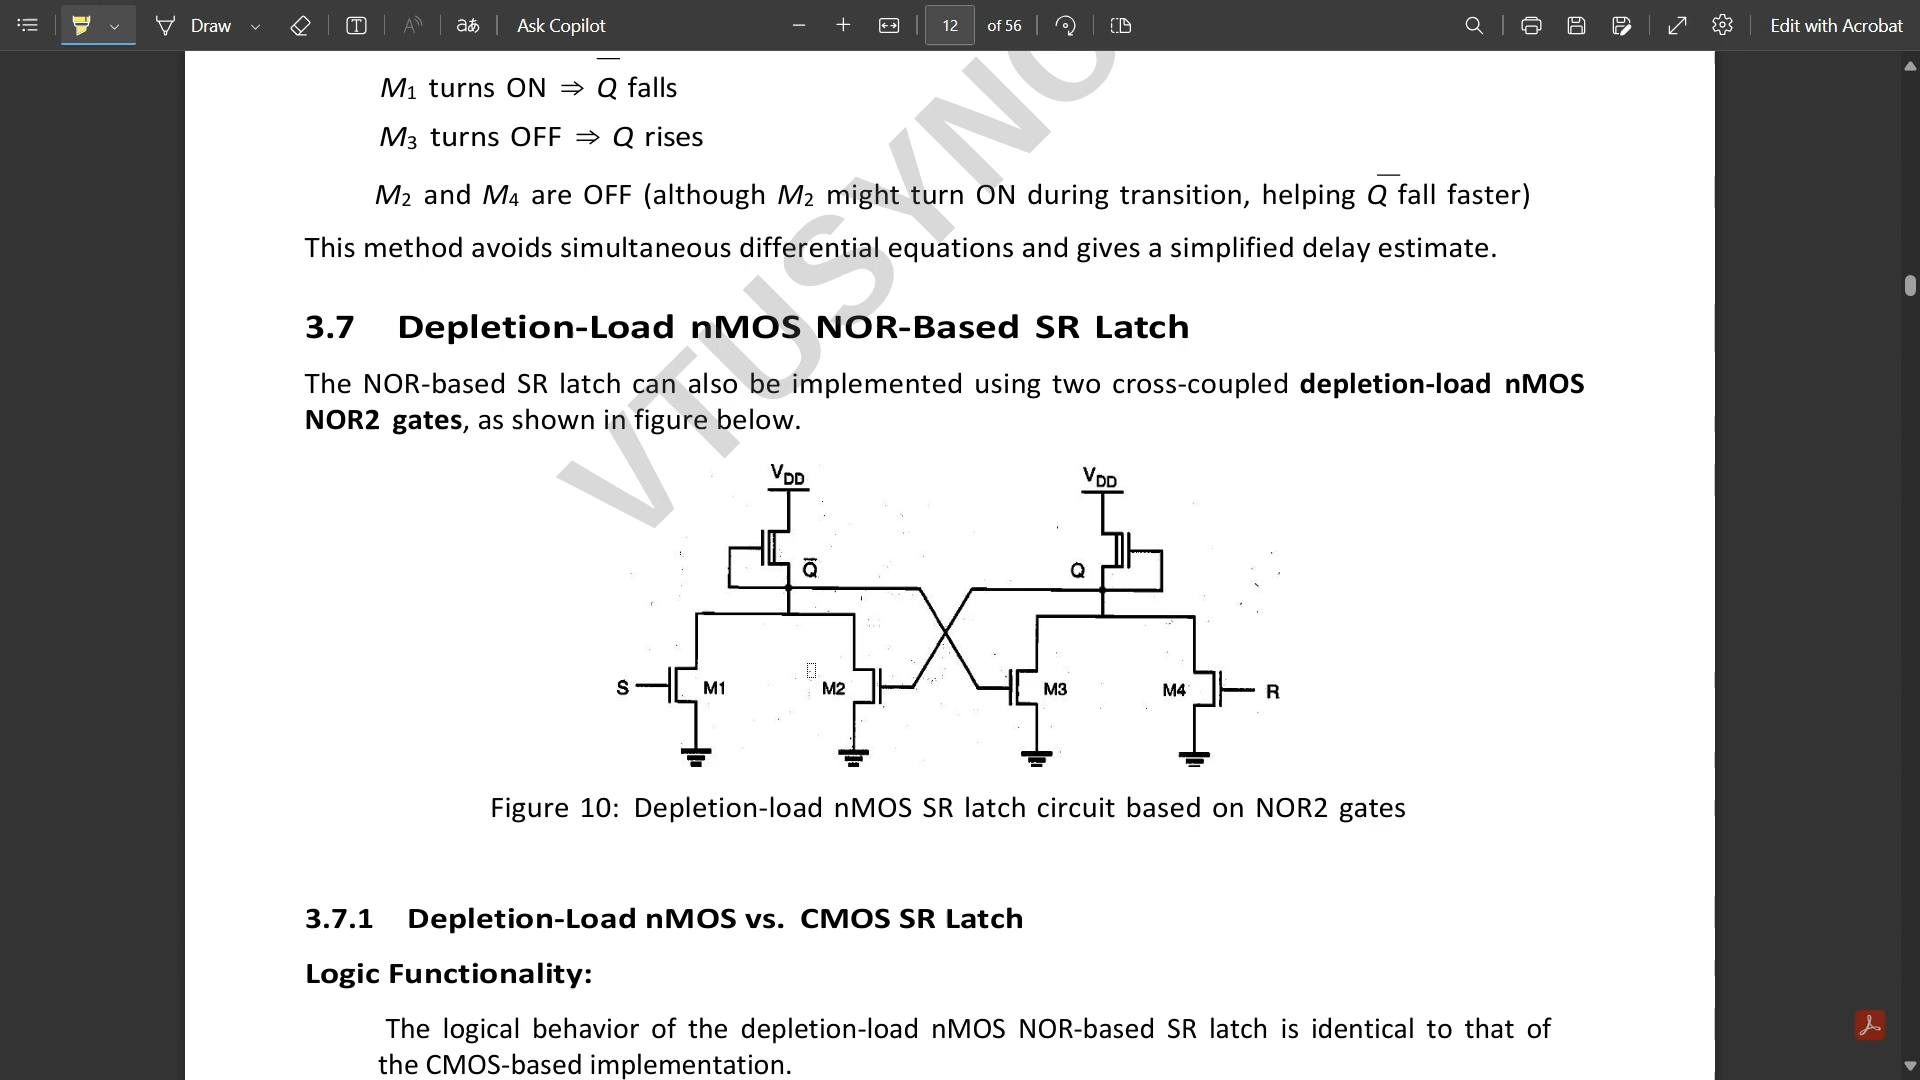 Draw
aあ
Ask Copilot
12 of 56
Edit with Acrobat
M1 turns ON ⇒ Q̅ falls
M3 turns OFF ⇒ Q rises
M2 and M4 are OFF (although M2 might turn ON during transition, helping Q̅ fall faster)
This method avoids simultaneous differential equations and gives a simplified delay estimate.
3.7 Depletion-Load nMOS NOR-Based SR Latch
The NOR-based SR latch can also be implemented using two cross-coupled depletion-load nMOS
NOR2 gates, as shown in figure below.
VTUSYNC
VDD VDD
Q̅ Q
S M1 M2 M3 M4 R
Figure 10: Depletion-load nMOS SR latch circuit based on NOR2 gates
3.7.1 Depletion-Load nMOS vs. CMOS SR Latch
Logic Functionality:
The logical behavior of the depletion-load nMOS NOR-based SR latch is identical to that of
the CMOS-based implementation.